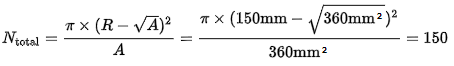 N_total = π × (R − √A)² / A = π × (150mm − √360mm²)² / 360mm² = 150